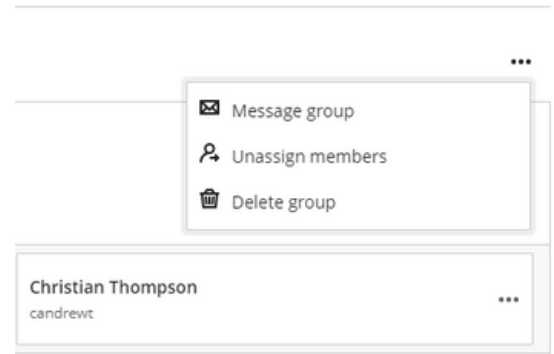 Message group
Unassign members
Delete group
Christian Thompson
candrewt